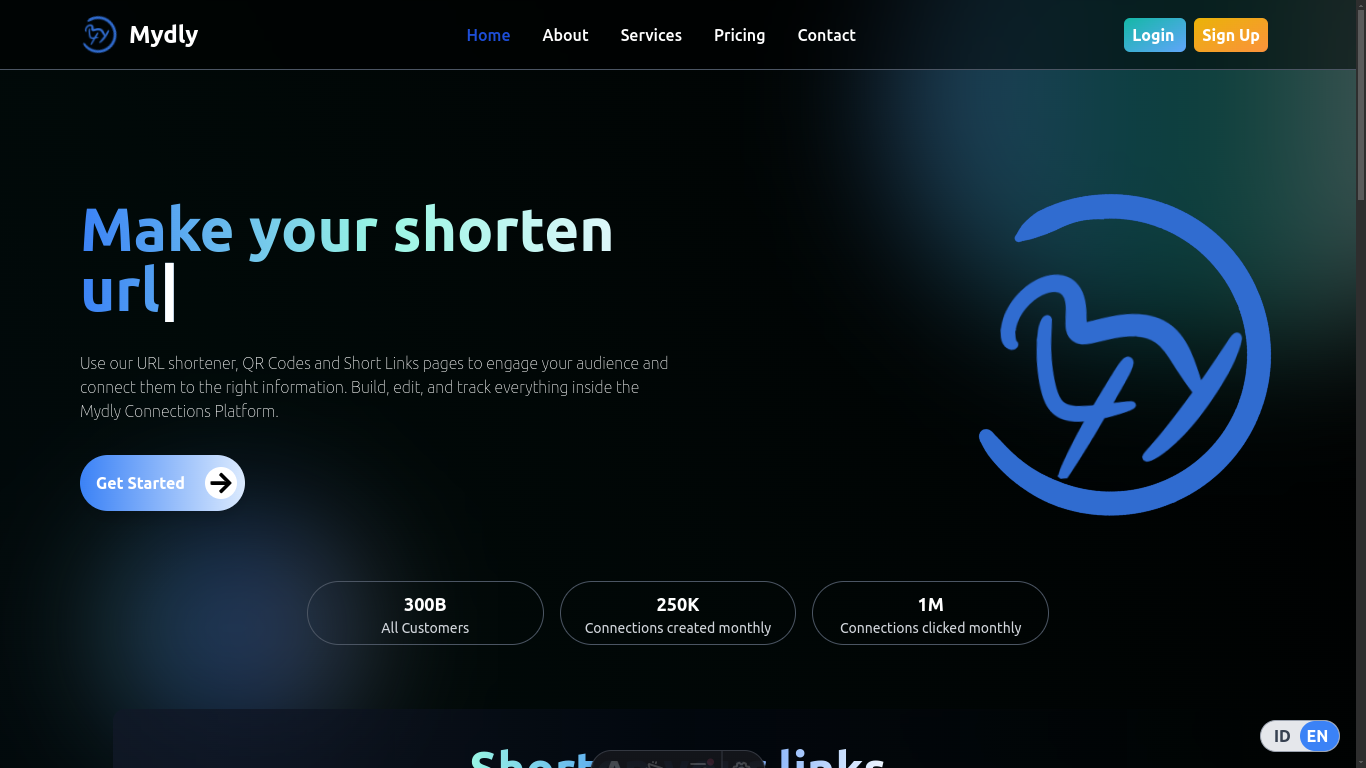 Mydly
Home
About
Services
Pricing
Contact
Login
Sign Up
Make your shorten
url|
Use our URL shortener, QR Codes and Short Links pages to engage your audience and
connect them to the right information. Build, edit, and track everything inside the
Mydly Connections Platform.
Get Started
300B
All Customers
250K
Connections created monthly
1M
Connections clicked monthly
ID EN
links